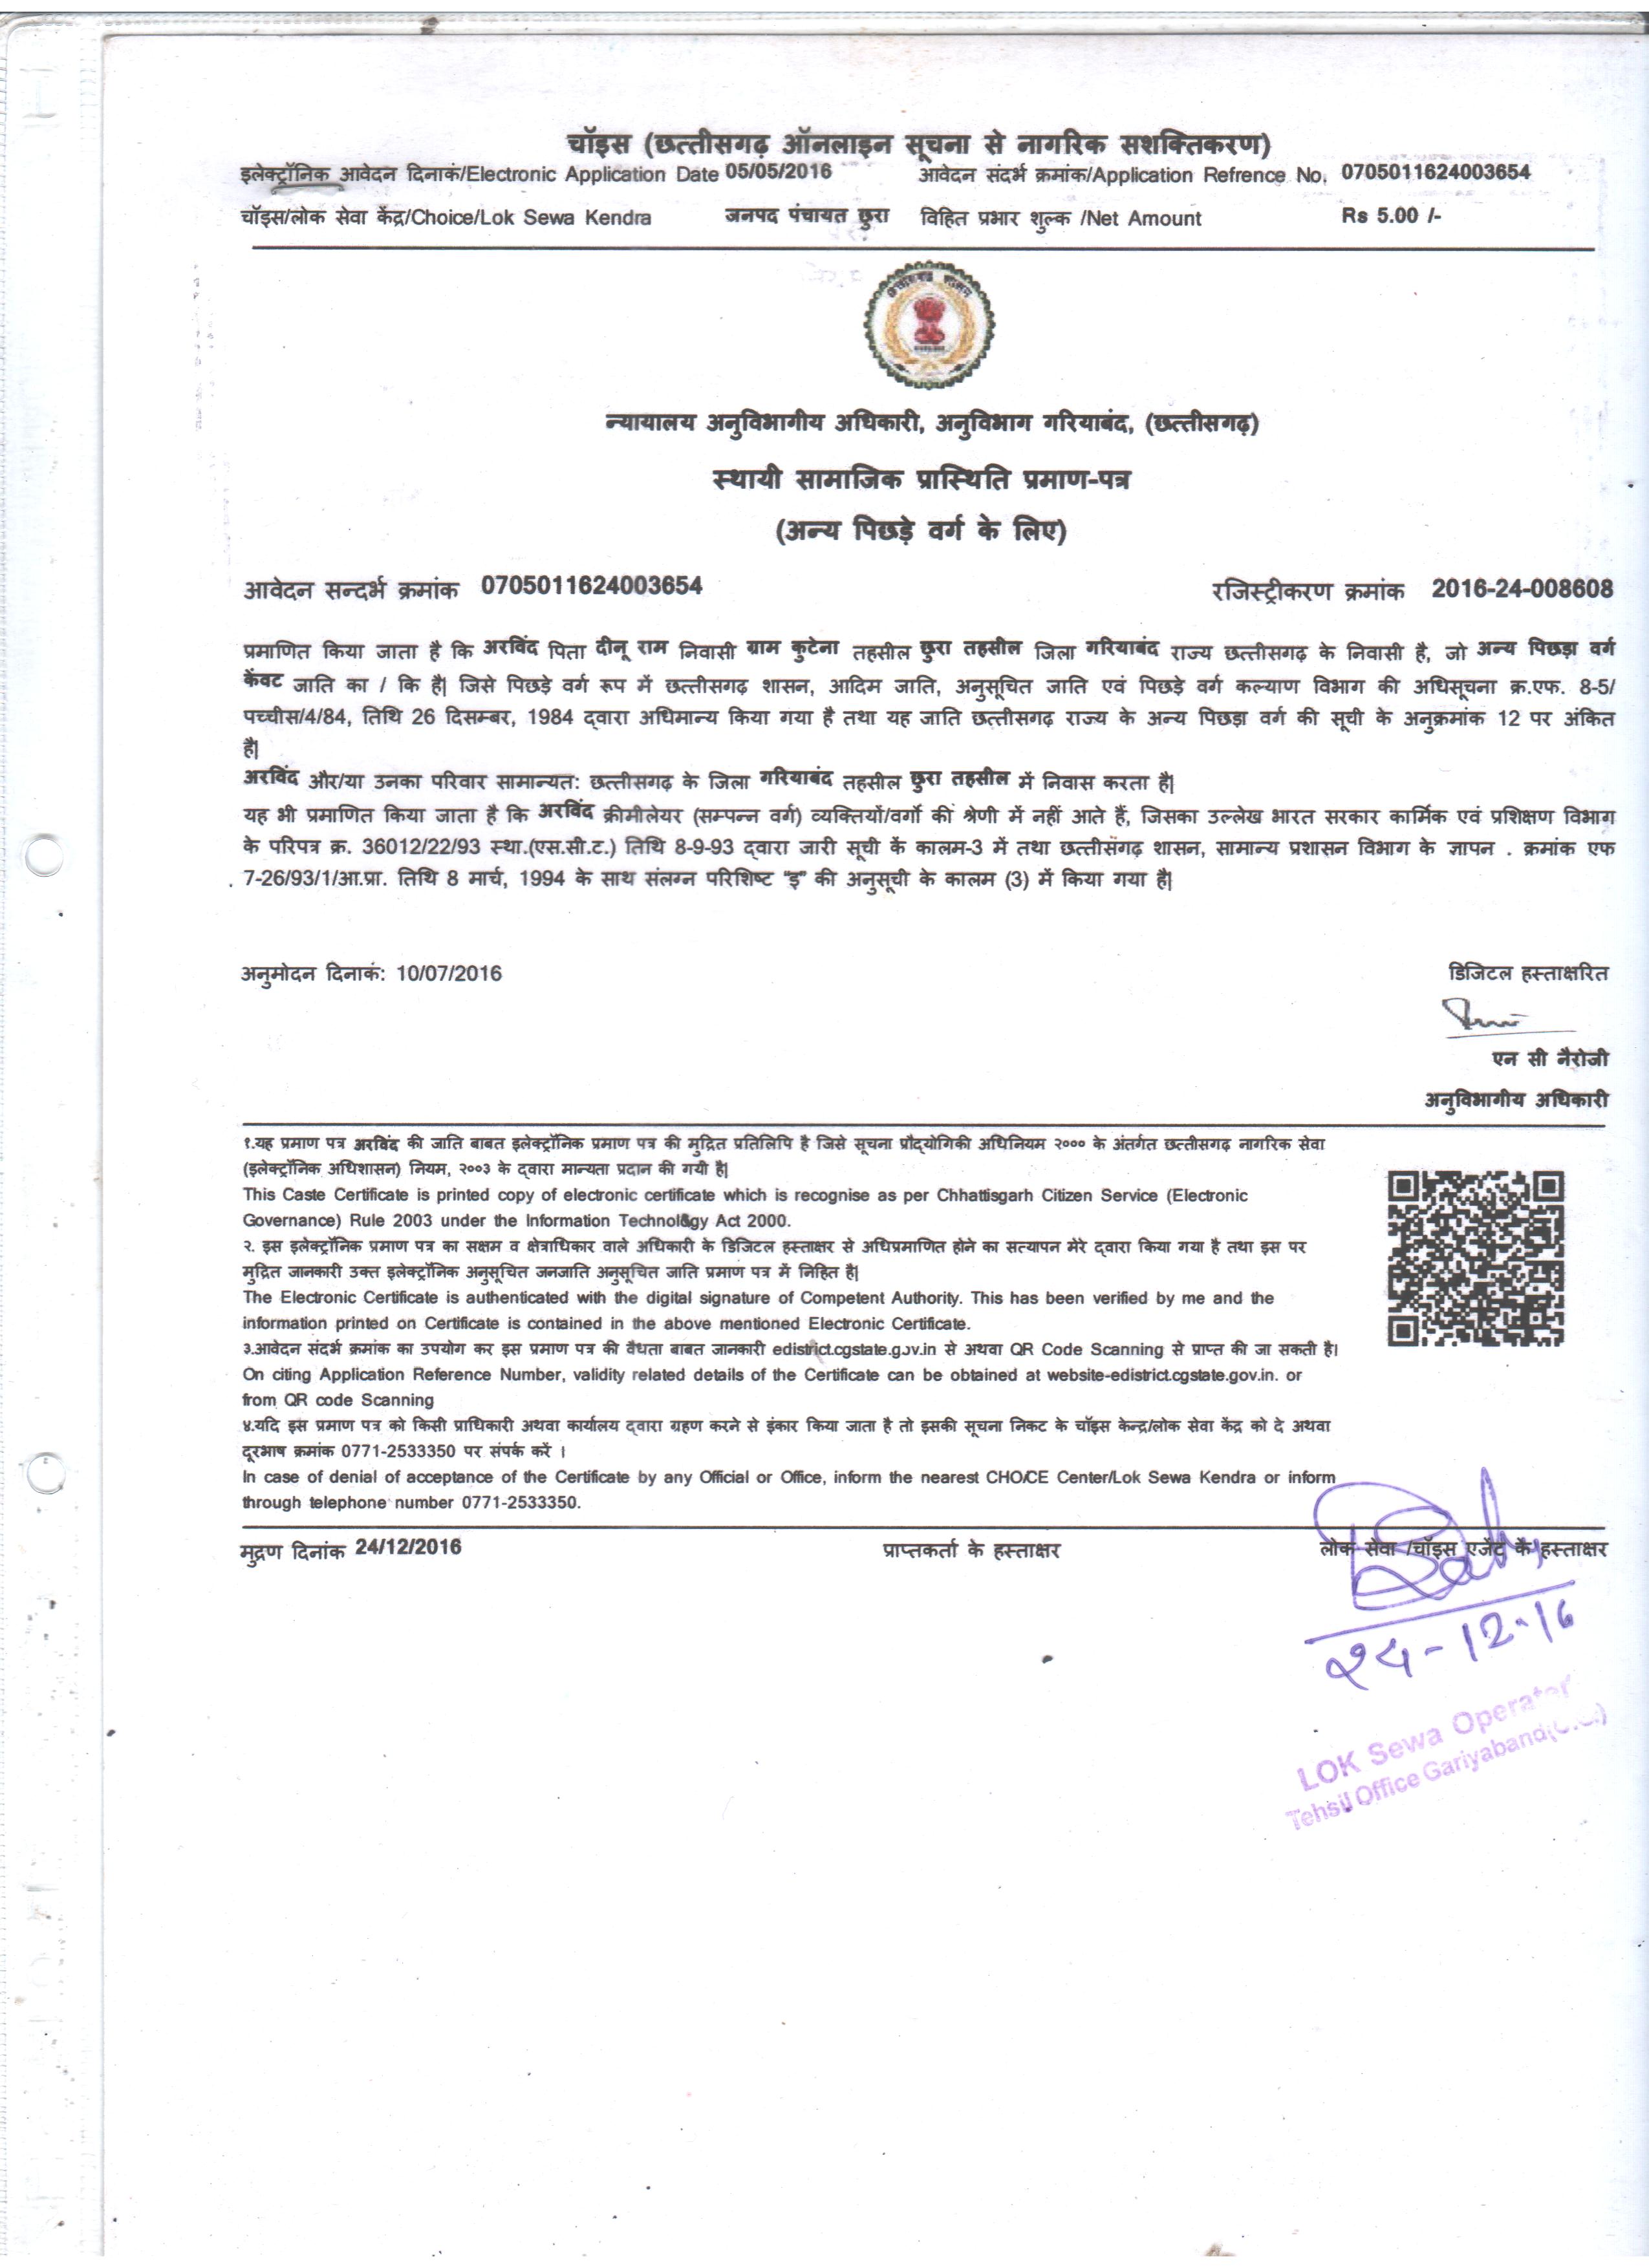 चॉइस (छत्तीसगढ़ ऑनलाइन सूचना से नागरिक सशक्तिकरण)
इलेक्ट्रॉनिक आवेदन दिनाकं/Electronic Application Date 05/05/2016 आवेदन संदर्भ क्रमांक/Application Refrence No. 0705011624003654
चॉइस/लोक सेवा केंद्र/Choice/Lok Sewa Kendra जनपद पंचायत छुरा विहित प्रभार शुल्क /Net Amount Rs 5.00 /-
छत्तीसगढ़ शासन
न्यायालय अनुविभागीय अधिकारी, अनुविभाग गरियाबंद, (छत्तीसगढ़)
स्थायी सामाजिक प्रास्थिति प्रमाण-पत्र
(अन्य पिछड़े वर्ग के लिए)
आवेदन सन्दर्भ क्रमांक 0705011624003654 रजिस्ट्रीकरण क्रमांक 2016-24-008608
प्रमाणित किया जाता है कि अरविंद पिता दीनू राम निवासी ग्राम कुटेना तहसील छुरा तहसील जिला गरियाबंद राज्य छत्तीसगढ़ के निवासी है, जो अन्य पिछड़ा वर्ग
केंवट जाति का / कि है| जिसे पिछड़े वर्ग रूप में छत्तीसगढ़ शासन, आदिम जाति, अनुसूचित जाति एवं पिछड़े वर्ग कल्याण विभाग की अधिसूचना क्र.एफ. 8-5/
पच्चीस/4/84, तिथि 26 दिसम्बर, 1984 द्वारा अधिमान्य किया गया है तथा यह जाति छत्तीसगढ़ राज्य के अन्य पिछड़ा वर्ग की सूची के अनुक्रमांक 12 पर अंकित
है|
अरविंद और/या उनका परिवार सामान्यत: छत्तीसगढ़ के जिला गरियाबंद तहसील छुरा तहसील में निवास करता है|
यह भी प्रमाणित किया जाता है कि अरविंद क्रीमीलेयर (सम्पन्न वर्ग) व्यक्तियों/वर्गो की श्रेणी में नहीं आते हैं, जिसका उल्लेख भारत सरकार कार्मिक एवं प्रशिक्षण विभाग
के परिपत्र क्र. 36012/22/93 स्था.(एस.सी.ट.) तिथि 8-9-93 द्वारा जारी सूची कें कालम-3 में तथा छत्तीसगढ़ शासन, सामान्य प्रशासन विभाग के ज्ञापन . क्रमांक एफ
7-26/93/1/आ.प्रा. तिथि 8 मार्च, 1994 के साथ संलग्न परिशिष्ट "इ" की अनुसूची के कालम (3) में किया गया है|
अनुमोदन दिनाकं: 10/07/2016 डिजिटल हस्ताक्षरित
एन सी नैरोजी
अनुविभागीय अधिकारी
१.यह प्रमाण पत्र अरविंद की जाति बाबत इलेक्ट्रॉनिक प्रमाण पत्र की मुद्रित प्रतिलिपि है जिसे सूचना प्रौद्योगिकी अधिनियम २००० के अंतर्गत छत्तीसगढ़ नागरिक सेवा
(इलेक्ट्रॉनिक अधिशासन) नियम, २००३ के द्वारा मान्यता प्रदान की गयी है|
This Caste Certificate is printed copy of electronic certificate which is recognise as per Chhattisgarh Citizen Service (Electronic
Governance) Rule 2003 under the Information Technol&gy Act 2000.
२. इस इलेक्ट्रॉनिक प्रमाण पत्र का सक्षम व क्षेत्राधिकार वाले अधिकारी के डिजिटल हस्ताक्षर से अधिप्रमाणित होने का सत्यापन मेरे द्वारा किया गया है तथा इस पर
मुद्रित जानकारी उक्त इलेक्ट्रॉनिक अनुसूचित जनजाति अनुसूचित जाति प्रमाण पत्र में निहित है|
The Electronic Certificate is authenticated with the digital signature of Competent Authority. This has been verified by me and the
information printed on Certificate is contained in the above mentioned Electronic Certificate.
३.आवेदन संदर्भ क्रमांक का उपयोग कर इस प्रमाण पत्र की वैधता बाबत जानकारी edistrict.cgstate.gov.in से अथवा QR Code Scanning से प्राप्त की जा सकती है|
On citing Application Reference Number, validity related details of the Certificate can be obtained at website-edistrict.cgstate.gov.in. or
from QR code Scanning
४.यदि इस प्रमाण पत्र को किसी प्राधिकारी अथवा कार्यालय द्वारा ग्रहण करने से इंकार किया जाता है तो इसकी सूचना निकट के चॉइस केन्द्र/लोक सेवा केंद्र को दे अथवा
दूरभाष क्रमांक 0771-2533350 पर संपर्क करें ।
In case of denial of acceptance of the Certificate by any Official or Office, inform the nearest CHOICE Center/Lok Sewa Kendra or inform
through telephone number 0771-2533350.
मुद्रण दिनांक 24/12/2016 प्राप्तकर्ता के हस्ताक्षर लोक सेवा /चॉइस एजेंट के हस्ताक्षर
24-12-16
LOK Sewa Operator
Tehsil Office Gariyaband